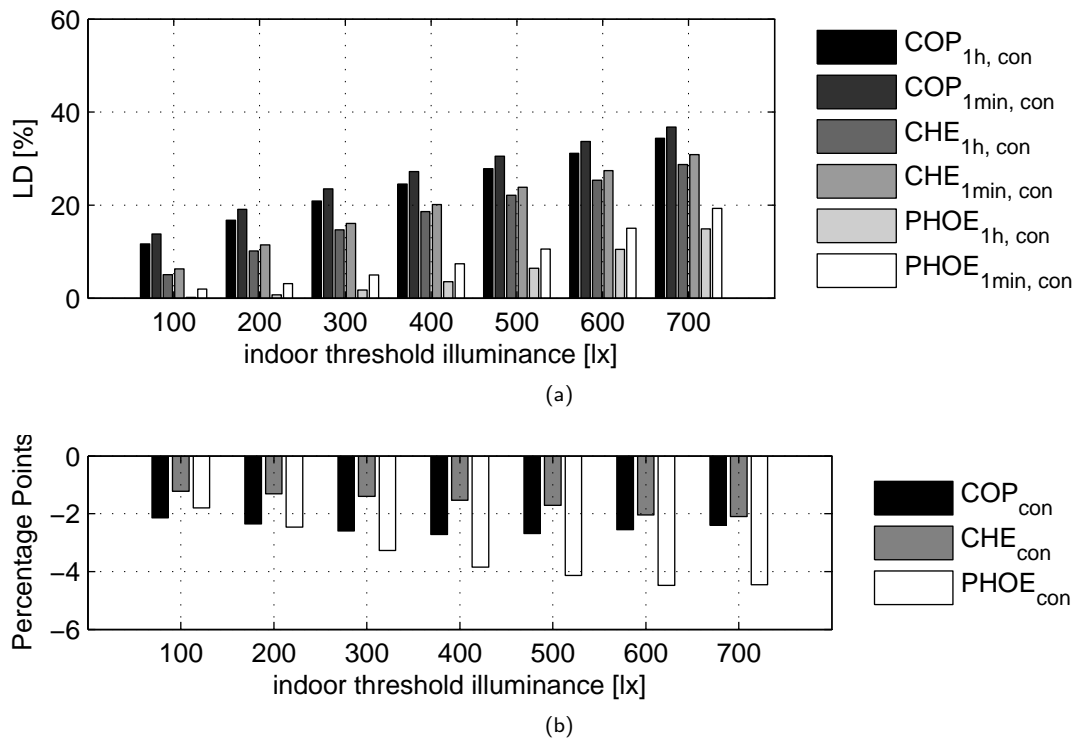 60
40
20
0
LD [%]
100 200 300 400 500 600 700
indoor threshold illuminance [lx]
COP1h, con
COP1min, con
CHE1h, con
CHE1min, con
PHOE1h, con
PHOE1min, con
(a)
0
−2
−4
−6
Percentage Points
100 200 300 400 500 600 700
indoor threshold illuminance [lx]
COPcon
CHEcon
PHOEcon
(b)